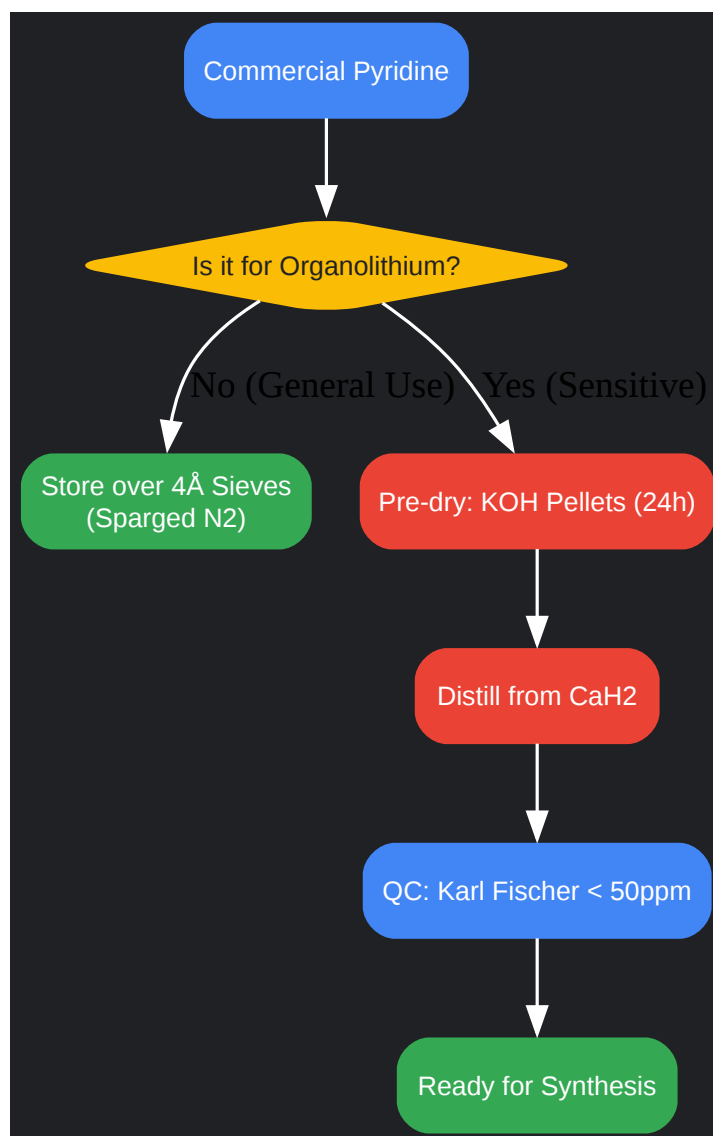 Commercial Pyridine
Is it for Organolithium?
No (General Use)
Yes (Sensitive)
Store over 4Å Sieves
(Sparged N2)
Pre-dry: KOH Pellets (24h)
Distill from CaH2
QC: Karl Fischer < 50ppm
Ready for Synthesis